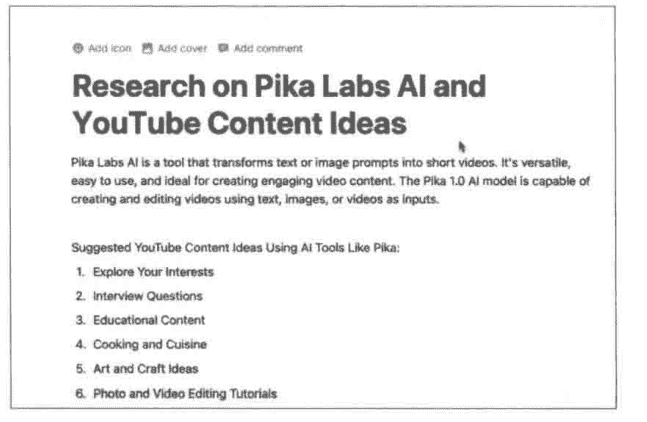 Add icon Add cover Add comment
Research on Pika Labs AI and
YouTube Content Ideas
Pika Labs AI is a tool that transforms text or image prompts into short videos. It's versatile,
easy to use, and ideal for creating engaging video content. The Pika 1.0 AI model is capable of
creating and editing videos using text, images, or videos as inputs.
Suggested YouTube Content Ideas Using AI Tools Like Pika:
1. Explore Your Interests
2. Interview Questions
3. Educational Content
4. Cooking and Cuisine
5. Art and Craft Ideas
6. Photo and Video Editing Tutorials